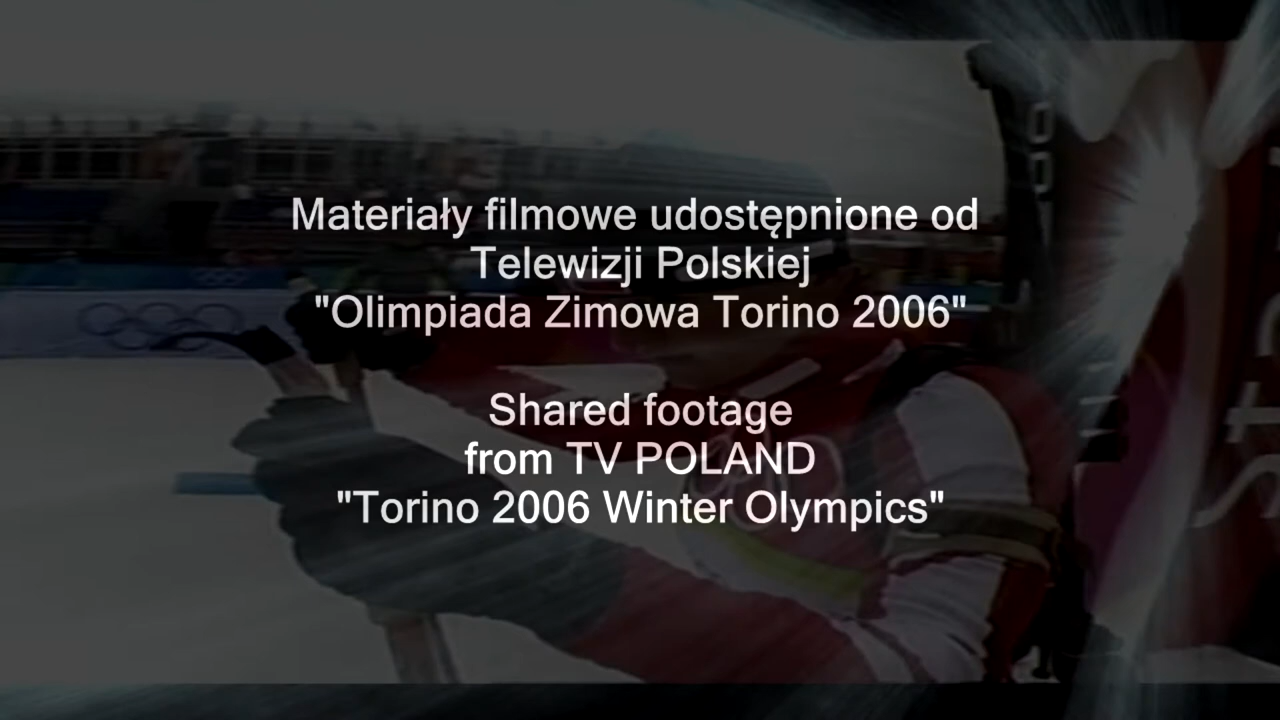 Materiały filmowe udostępnione od
Telewizji Polskiej
"Olimpiada Zimowa Torino 2006"
Shared footage
from TV POLAND
"Torino 2006 Winter Olympics"